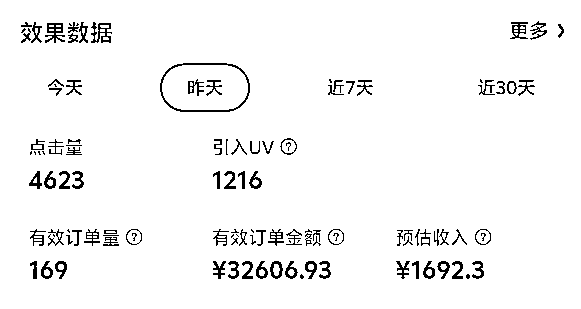 效果数据 更多 >
今天 昨天 近7天 近30天
点击量 引入UV ?
4623 1216
有效订单量 ? 有效订单金额 ? 预估收入 ?
169 ¥32606.93 ¥1692.3